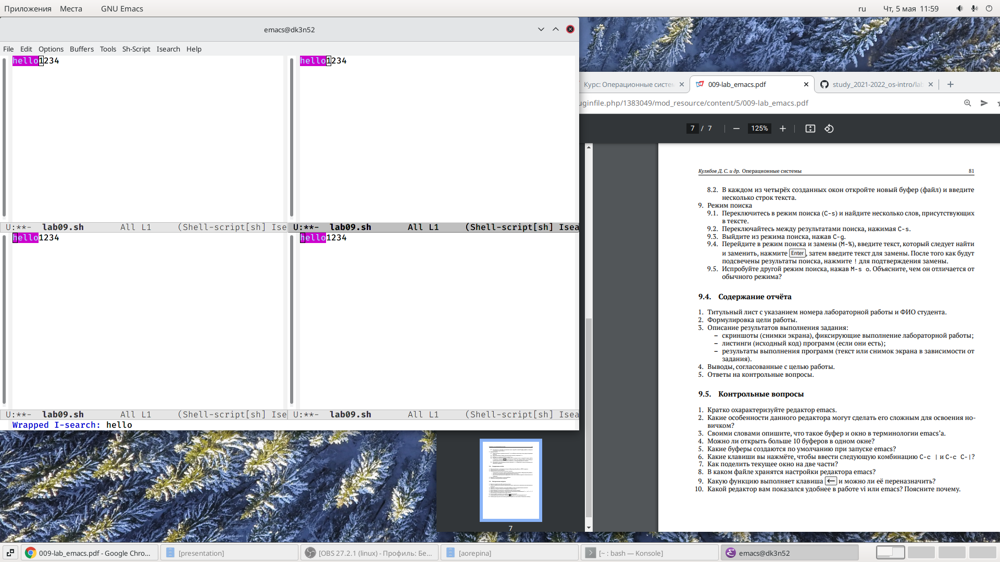 Приложения Места GNU Emacs ru Чт, 5 мая 11:59
emacs@dk3n52
File Edit Options Buffers Tools Sh-Script Isearch Help
hello1234
hello1234
U:**- lab09.sh All L1 (Shell-script[sh] Ise
U:**- lab09.sh All L1 (Shell-script[sh] Isea
hello1234
hello1234
U:**- lab09.sh All L1 (Shell-script[sh] Ise
U:**- lab09.sh All L1 (Shell-script[sh] Isea
Wrapped I-search: hello
Курс: Операционные систем
009-lab_emacs.pdf
study_2021-2022_os-intro/lab
uginfile.php/1383049/mod_resource/content/5/009-lab_emacs.pdf
7 / 7 125%
Кулябов Д. С. и др. Операционные системы 81
8.2. В каждом из четырёх созданных окон откройте новый буфер (файл) и введите
несколько строк текста.
9. Режим поиска
9.1. Переключитесь в режим поиска (C-s) и найдите несколько слов, присутствующих
в тексте.
9.2. Переключайтесь между результатами поиска, нажимая C-s.
9.3. Выйдите из режима поиска, нажав C-g.
9.4. Перейдите в режим поиска и замены (M-%), введите текст, который следует найти
и заменить, нажмите Enter, затем введите текст для замены. После того как будут
подсвечены результаты поиска, нажмите ! для подтверждения замены.
9.5. Испробуйте другой режим поиска, нажав M-s o. Объясните, чем он отличается от
обычного режима?
9.4. Содержание отчёта
1. Титульный лист с указанием номера лабораторной работы и ФИО студента.
2. Формулировка цели работы.
3. Описание результатов выполнения задания:
– скриншоты (снимки экрана), фиксирующие выполнение лабораторной работы;
– листинги (исходный код) программ (если они есть);
– результаты выполнения программ (текст или снимок экрана в зависимости от
задания).
4. Выводы, согласованные с целью работы.
5. Ответы на контрольные вопросы.
9.5. Контрольные вопросы
1. Кратко охарактеризуйте редактор emacs.
2. Какие особенности данного редактора могут сделать его сложным для освоения но-
вичком?
3. Своими словами опишите, что такое буфер и окно в терминологии emacs’а.
4. Можно ли открыть больше 10 буферов в одном окне?
5. Какие буферы создаются по умолчанию при запуске emacs?
6. Какие клавиши вы нажмёте, чтобы ввести следующую комбинацию C-c | и C-c C-|?
7. Как поделить текущее окно на две части?
8. В каком файле хранятся настройки редактора emacs?
9. Какую функцию выполняет клавиша ← и можно ли её переназначить?
10. Какой редактор вам показался удобнее в работе vi или emacs? Поясните почему.
7
009-lab_emacs.pdf - Google Chro...
[presentation]
[OBS 27.2.1 (linux) - Профиль: Бе...
[aorepina]
[~ : bash — Konsole]
emacs@dk3n52